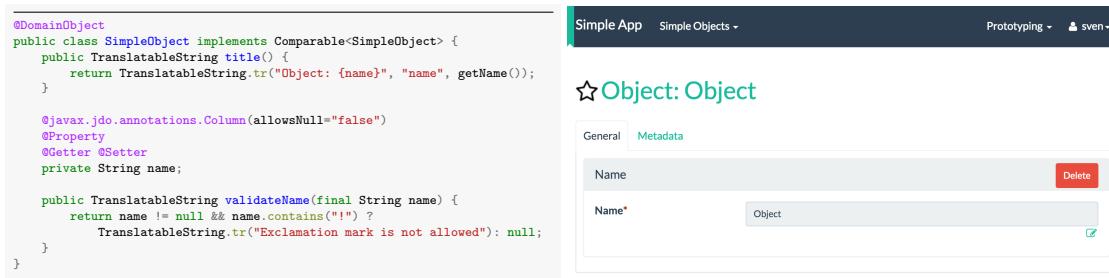 @DomainObject
public class SimpleObject implements Comparable<SimpleObject> {
    public TranslatableString title() {
        return TranslatableString.tr("Object: {name}", "name", getName());
    }
    @javax.jdo.annotations.Column(allowsNull="false")
    @Property
    @Getter @Setter
    private String name;
    public TranslatableString validateName(final String name) {
        return name != null && name.contains("!") ?
            TranslatableString.tr("Exclamation mark is not allowed"): null;
    }
}
Simple App Simple Objects Prototyping sven
Object: Object
General Metadata
Name Delete
Name* Object